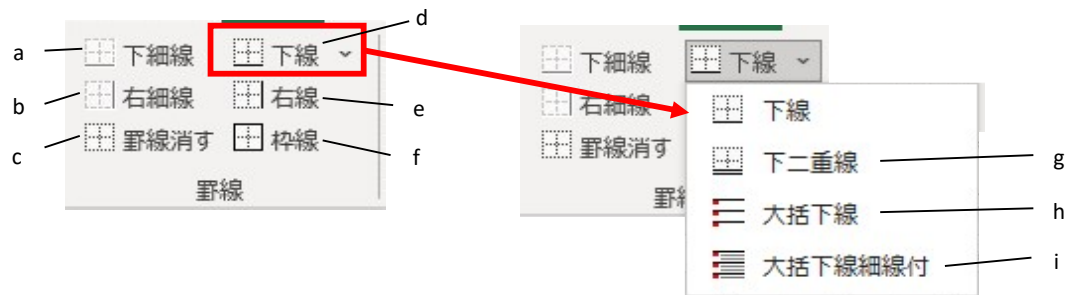 a 下細線 下線 d
b 右細線 右線 e
c 罫線消す 枠線 f
罫線
下細線 下線
右細線
罫線消す
罫
下線
下二重線 g
大括下線 h
大括下線細線付 i